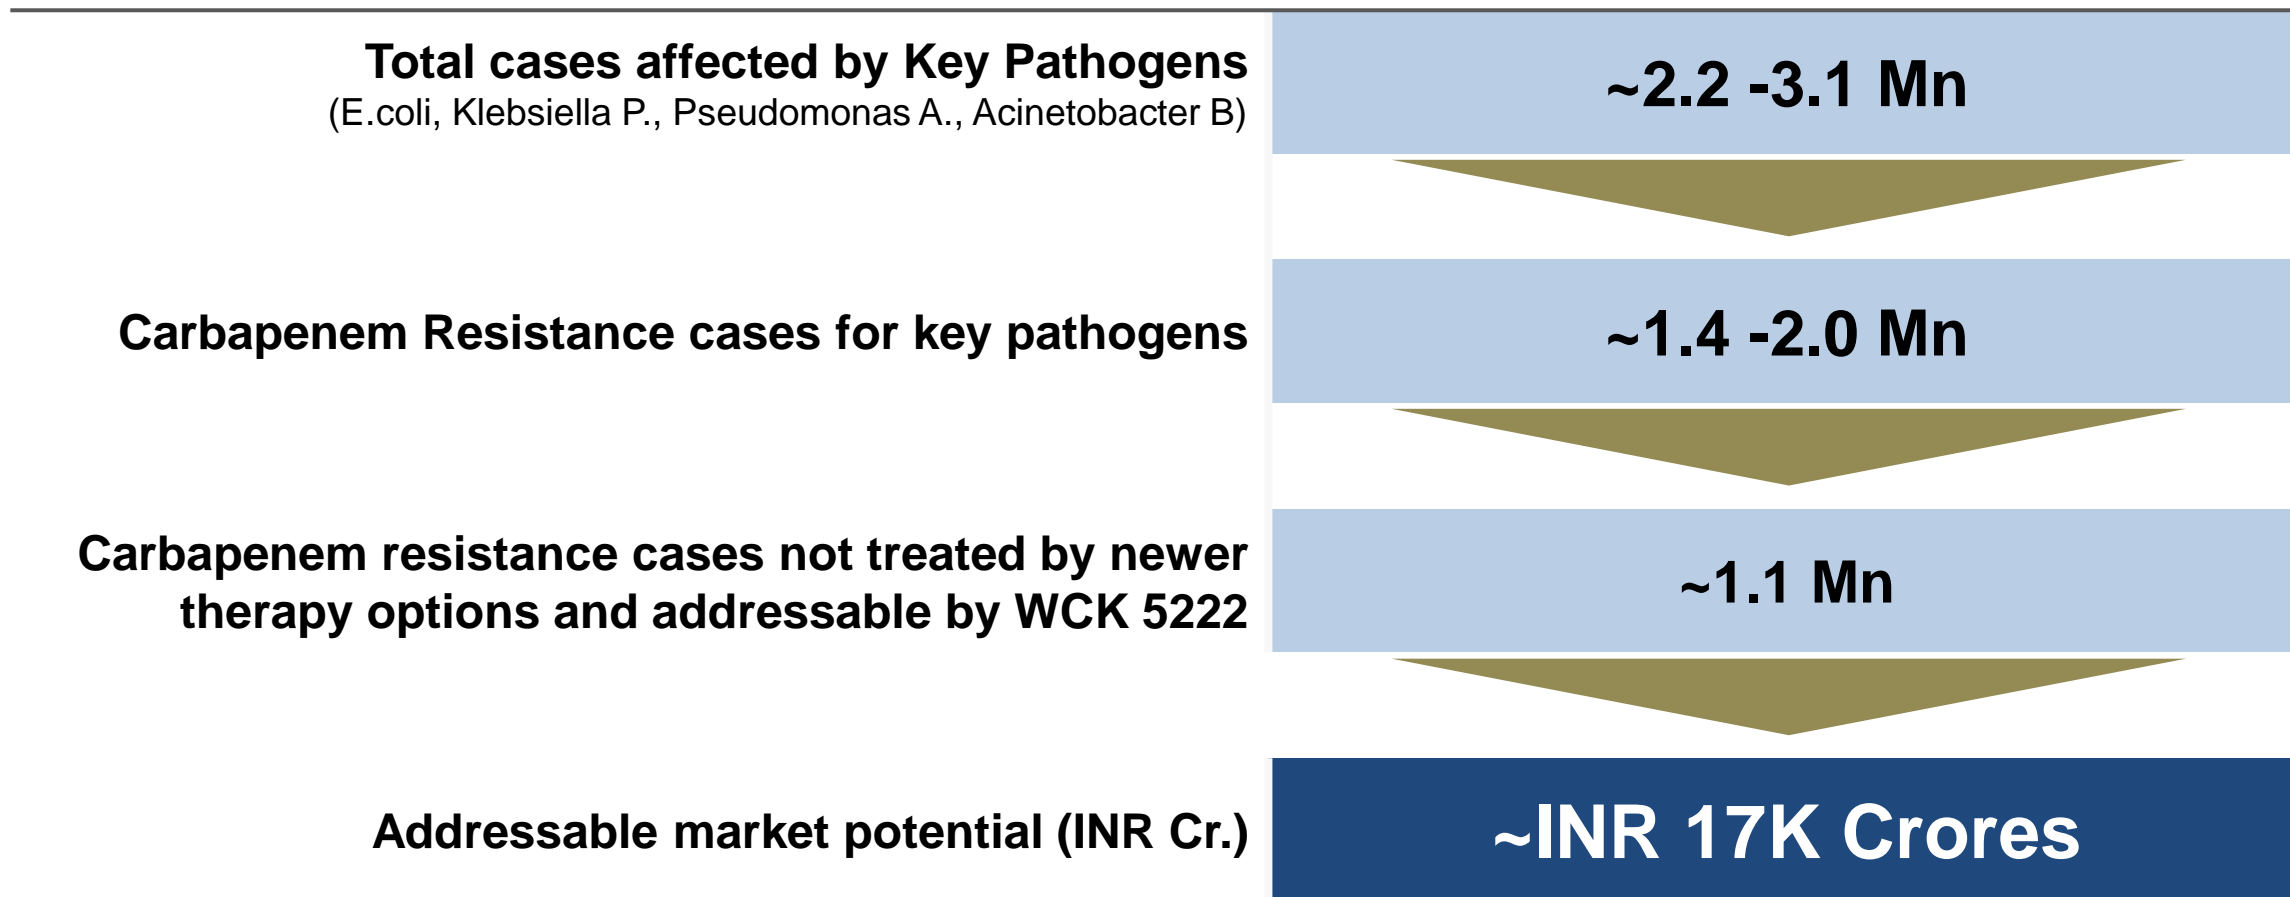 Total cases affected by Key Pathogens
(E.coli, Klebsiella P., Pseudomonas A., Acinetobacter B)
~2.2 -3.1 Mn
Carbapenem Resistance cases for key pathogens
~1.4 -2.0 Mn
Carbapenem resistance cases not treated by newer
therapy options and addressable by WCK 5222
~1.1 Mn
Addressable market potential (INR Cr.)
~INR 17K Crores